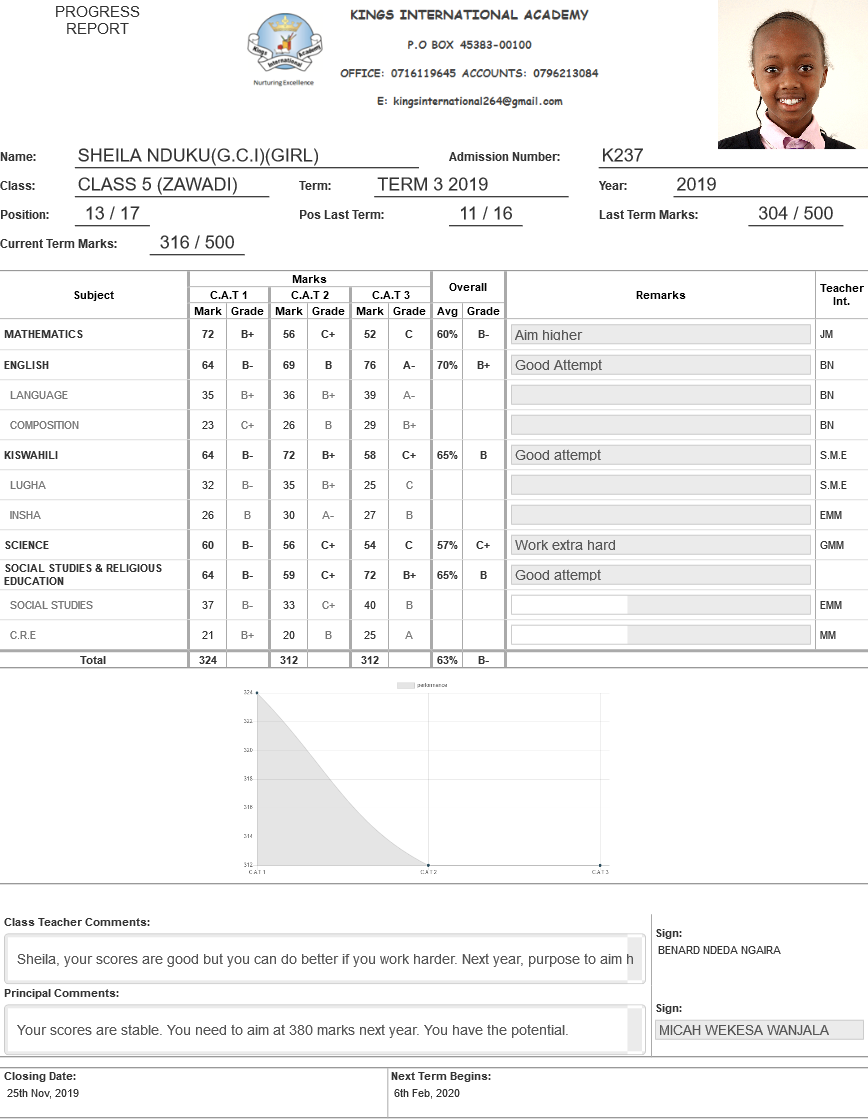 PROGRESS
REPORT
KINGS INTERNATIONAL ACADEMY
P.O BOX 45383-00100
OFFICE: 0716119645 ACCOUNTS: 0796213084
E: kingsinternational264@gmail.com
Kings International Academy
Nurturing Excellence
Name: SHEILA NDUKU(G.C.I)(GIRL) Admission Number: K237
Class: CLASS 5 (ZAWADI) Term: TERM 3 2019 Year: 2019
Position: 13 / 17 Pos Last Term: 11 / 16 Last Term Marks: 304 / 500
Current Term Marks: 316 / 500
Subject Marks Overall Remarks Teacher Int.
C.A.T 1 C.A.T 2 C.A.T 3
Mark Grade Mark Grade Mark Grade Avg Grade
MATHEMATICS 72 B+ 56 C+ 52 C 60% B- Aim higher JM
ENGLISH 64 B- 69 B 76 A- 70% B+ Good Attempt BN
LANGUAGE 35 B+ 36 B+ 39 A- BN
COMPOSITION 23 C+ 26 B 29 B+ BN
KISWAHILI 64 B- 72 B+ 58 C+ 65% B Good attempt S.M.E
LUGHA 32 B- 35 B+ 25 C S.M.E
INSHA 26 B 30 A- 27 B EMM
SCIENCE 60 B- 56 C+ 54 C 57% C+ Work extra hard GMM
SOCIAL STUDIES & RELIGIOUS
EDUCATION 64 B- 59 C+ 72 B+ 65% B Good attempt
SOCIAL STUDIES 37 B- 33 C+ 40 B EMM
C.R.E 21 B+ 20 B 25 A MM
Total 324 312 312 63% B-
performance
324
322
320
318
316
314
312
CAT1 CAT2 CAT3
Class Teacher Comments:
Sheila, your scores are good but you can do better if you work harder. Next year, purpose to aim h
Sign:
BENARD NDEDA NGAIRA
Principal Comments:
Your scores are stable. You need to aim at 380 marks next year. You have the potential.
Sign:
MICAH WEKESA WANJALA
Closing Date: Next Term Begins:
25th Nov, 2019 6th Feb, 2020